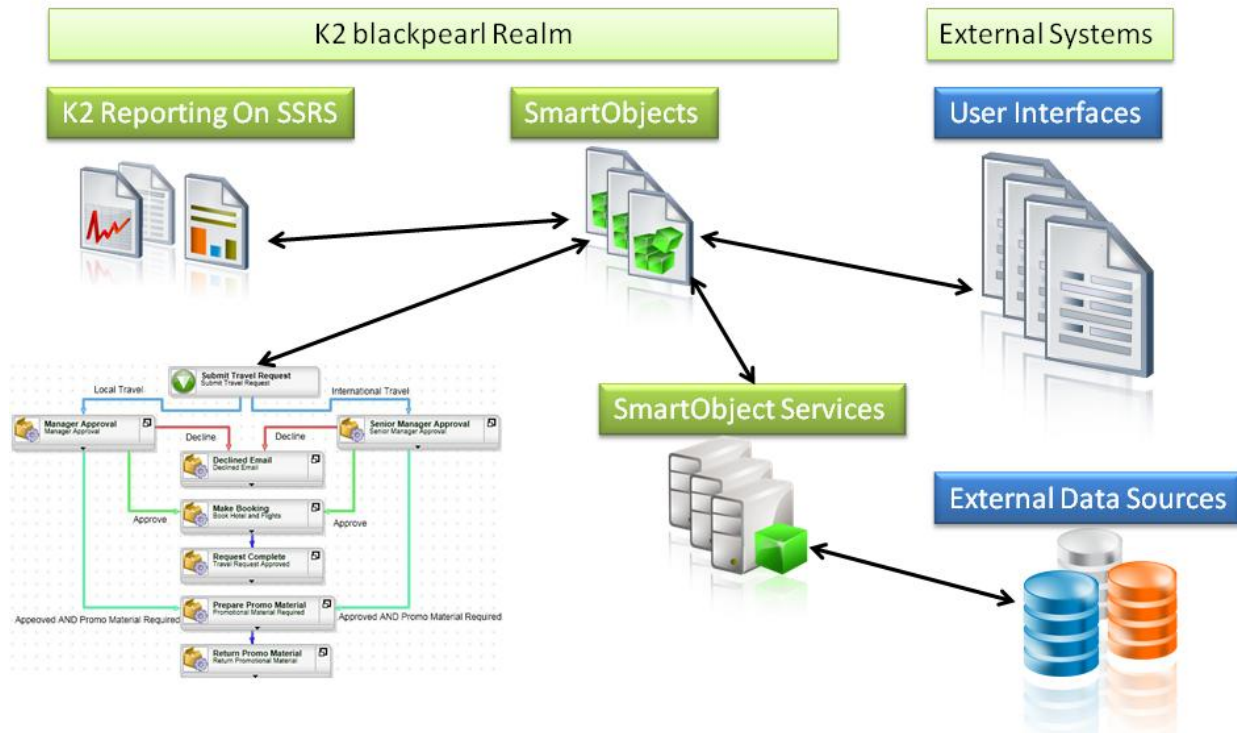 K2 blackpearl Realm
External Systems
K2 Reporting On SSRS
SmartObjects
User Interfaces
Submit Travel Request
Submit Travel Request
Local Travel
International Travel
Manager Approval
Manager Approval
Senior Manager Approval
Senior Manager Approval
Decline
Decline
Declined Email
Declined Email
Make Booking
Book Hotel and Flights
Approve
Approve
Request Complete
Travel Request Approved
Prepare Promo Material
Promotional Material Required
Appeoved AND Promo Material Required
Approved AND Promo Material Required
Return Promo Material
Return Promotional Material
SmartObject Services
External Data Sources